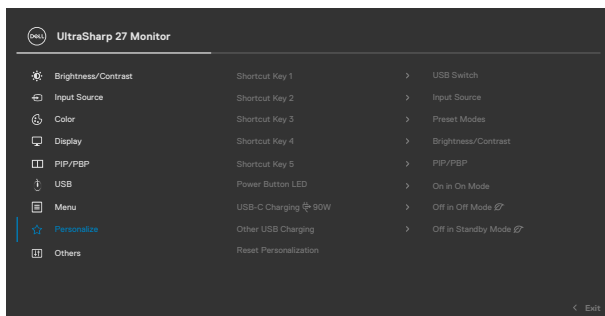 DELL UltraSharp 27 Monitor
Brightness/Contrast Shortcut Key 1 > USB Switch
Input Source Shortcut Key 2 > Input Source
Color Shortcut Key 3 > Preset Modes
Display Shortcut Key 4 > Brightness/Contrast
PIP/PBP Shortcut Key 5 > PIP/PBP
USB Power Button LED > On in On Mode
Menu USB-C Charging 90W > Off in Off Mode
Personalize Other USB Charging > Off in Standby Mode
Others Reset Personalization
< Exit